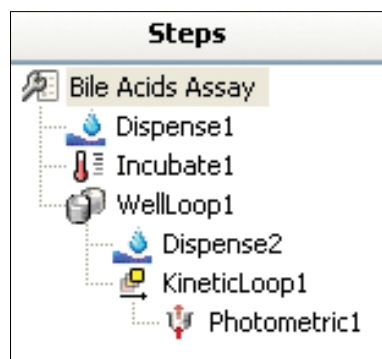 Steps
Bile Acids Assay
Dispense1
Incubate1
WellLoop1
Dispense2
KineticLoop1
Photometric1